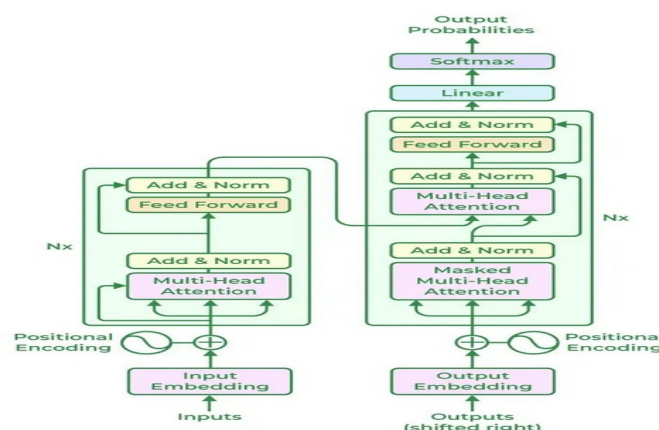 Output
Probabilities
Softmax
Linear
Add & Norm
Feed Forward
Add & Norm
Multi-Head
Attention
Nx
Add & Norm
Masked
Multi-Head
Attention
Positional
Encoding
Output
Embedding
Outputs
(shifted right)
Add & Norm
Feed Forward
Nx
Add & Norm
Multi-Head
Attention
Positional
Encoding
Input
Embedding
Inputs